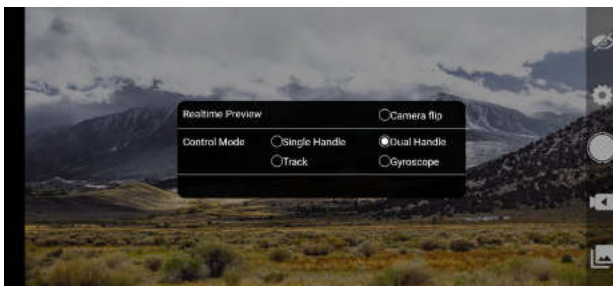 Realtime Preview Camera flip
Control Mode Single Handle Dual Handle
Track Gyroscope